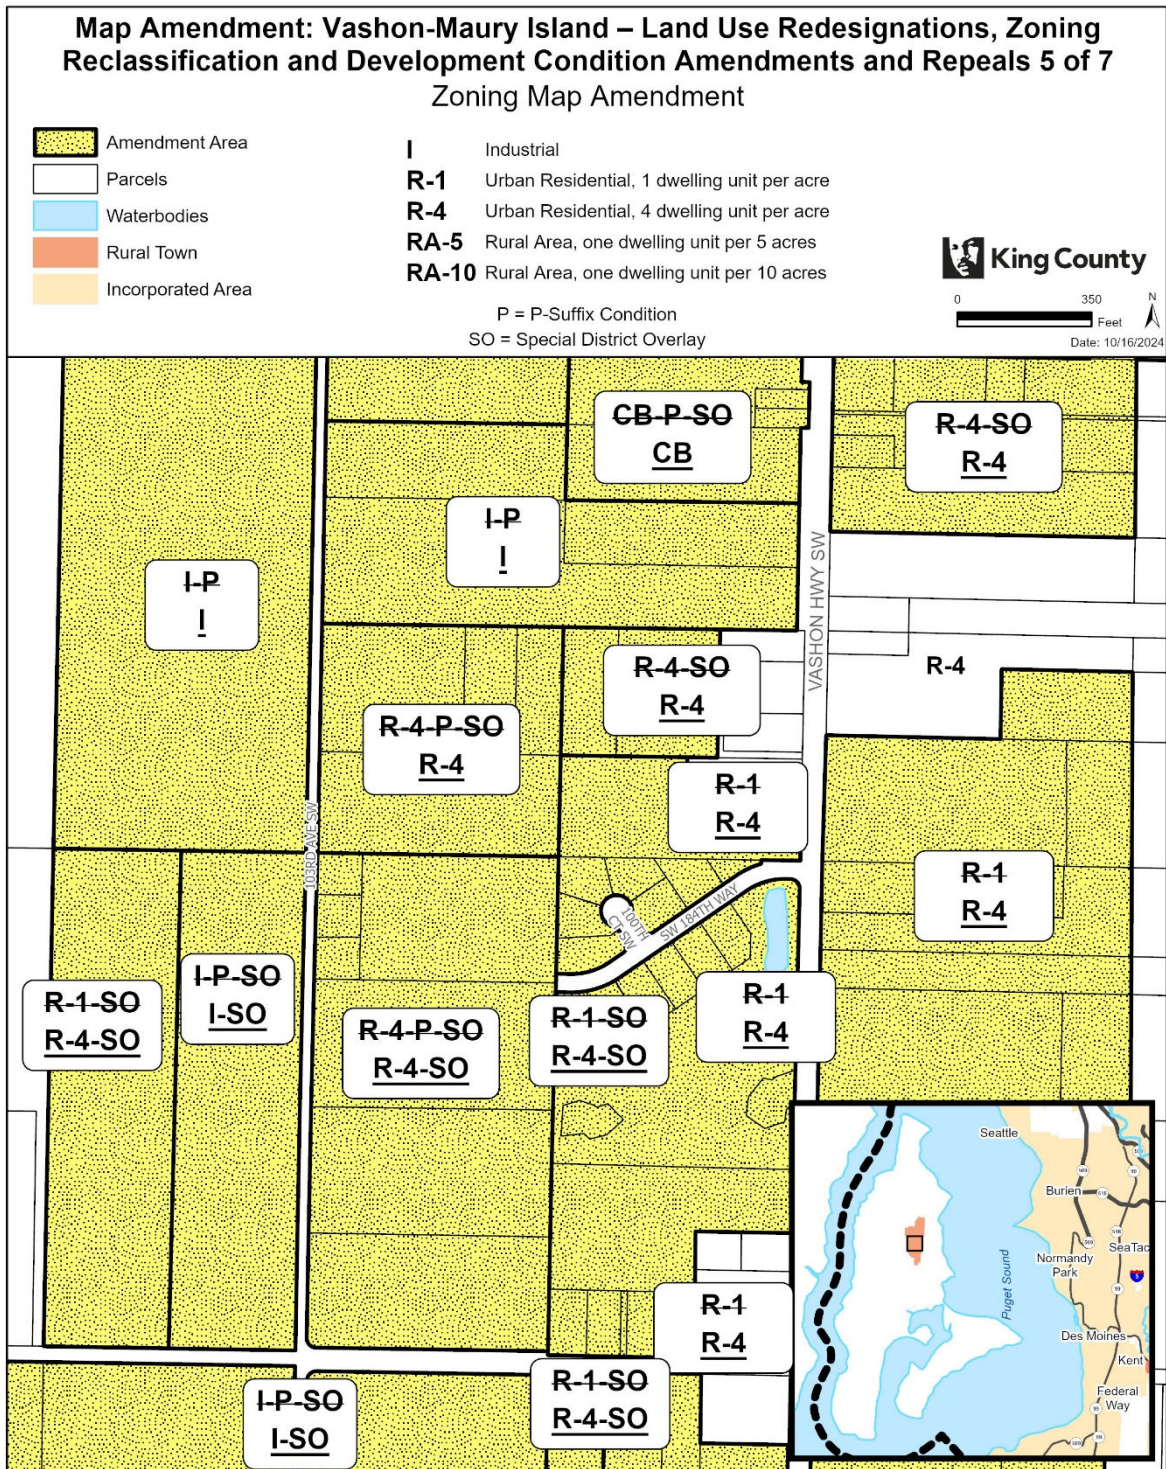 Map Amendment: Vashon-Maury Island – Land Use Redesignations, Zoning
Reclassification and Development Condition Amendments and Repeals 5 of 7
Zoning Map Amendment
Amendment Area
Parcels
Waterbodies
Rural Town
Incorporated Area
I Industrial
R-1 Urban Residential, 1 dwelling unit per acre
R-4 Urban Residential, 4 dwelling unit per acre
RA-5 Rural Area, one dwelling unit per 5 acres
RA-10 Rural Area, one dwelling unit per 10 acres
P = P-Suffix Condition
SO = Special District Overlay
King County
0 350
Feet
N
Date: 10/16/2024
CB-P-SO
CB
R-4-SO
R-4
I-P
I
I-P
I
VASHON HWY SW
R-4-SO
R-4
R-4
R-4-P-SO
R-4
R-1
R-4
103RD AVE SW
R-1
R-4
100TH
CT SW
SW 184TH WAY
I-P-SO
I-SO
R-1-SO
R-4-SO
R-4-P-SO
R-4-SO
R-1-SO
R-4-SO
R-1
R-4
R-1
R-4
I-P-SO
I-SO
R-1-SO
R-4-SO
Seattle
Burien
Normandy
Park
SeaTac
Puget Sound
Des Moines
Kent
Federal
Way